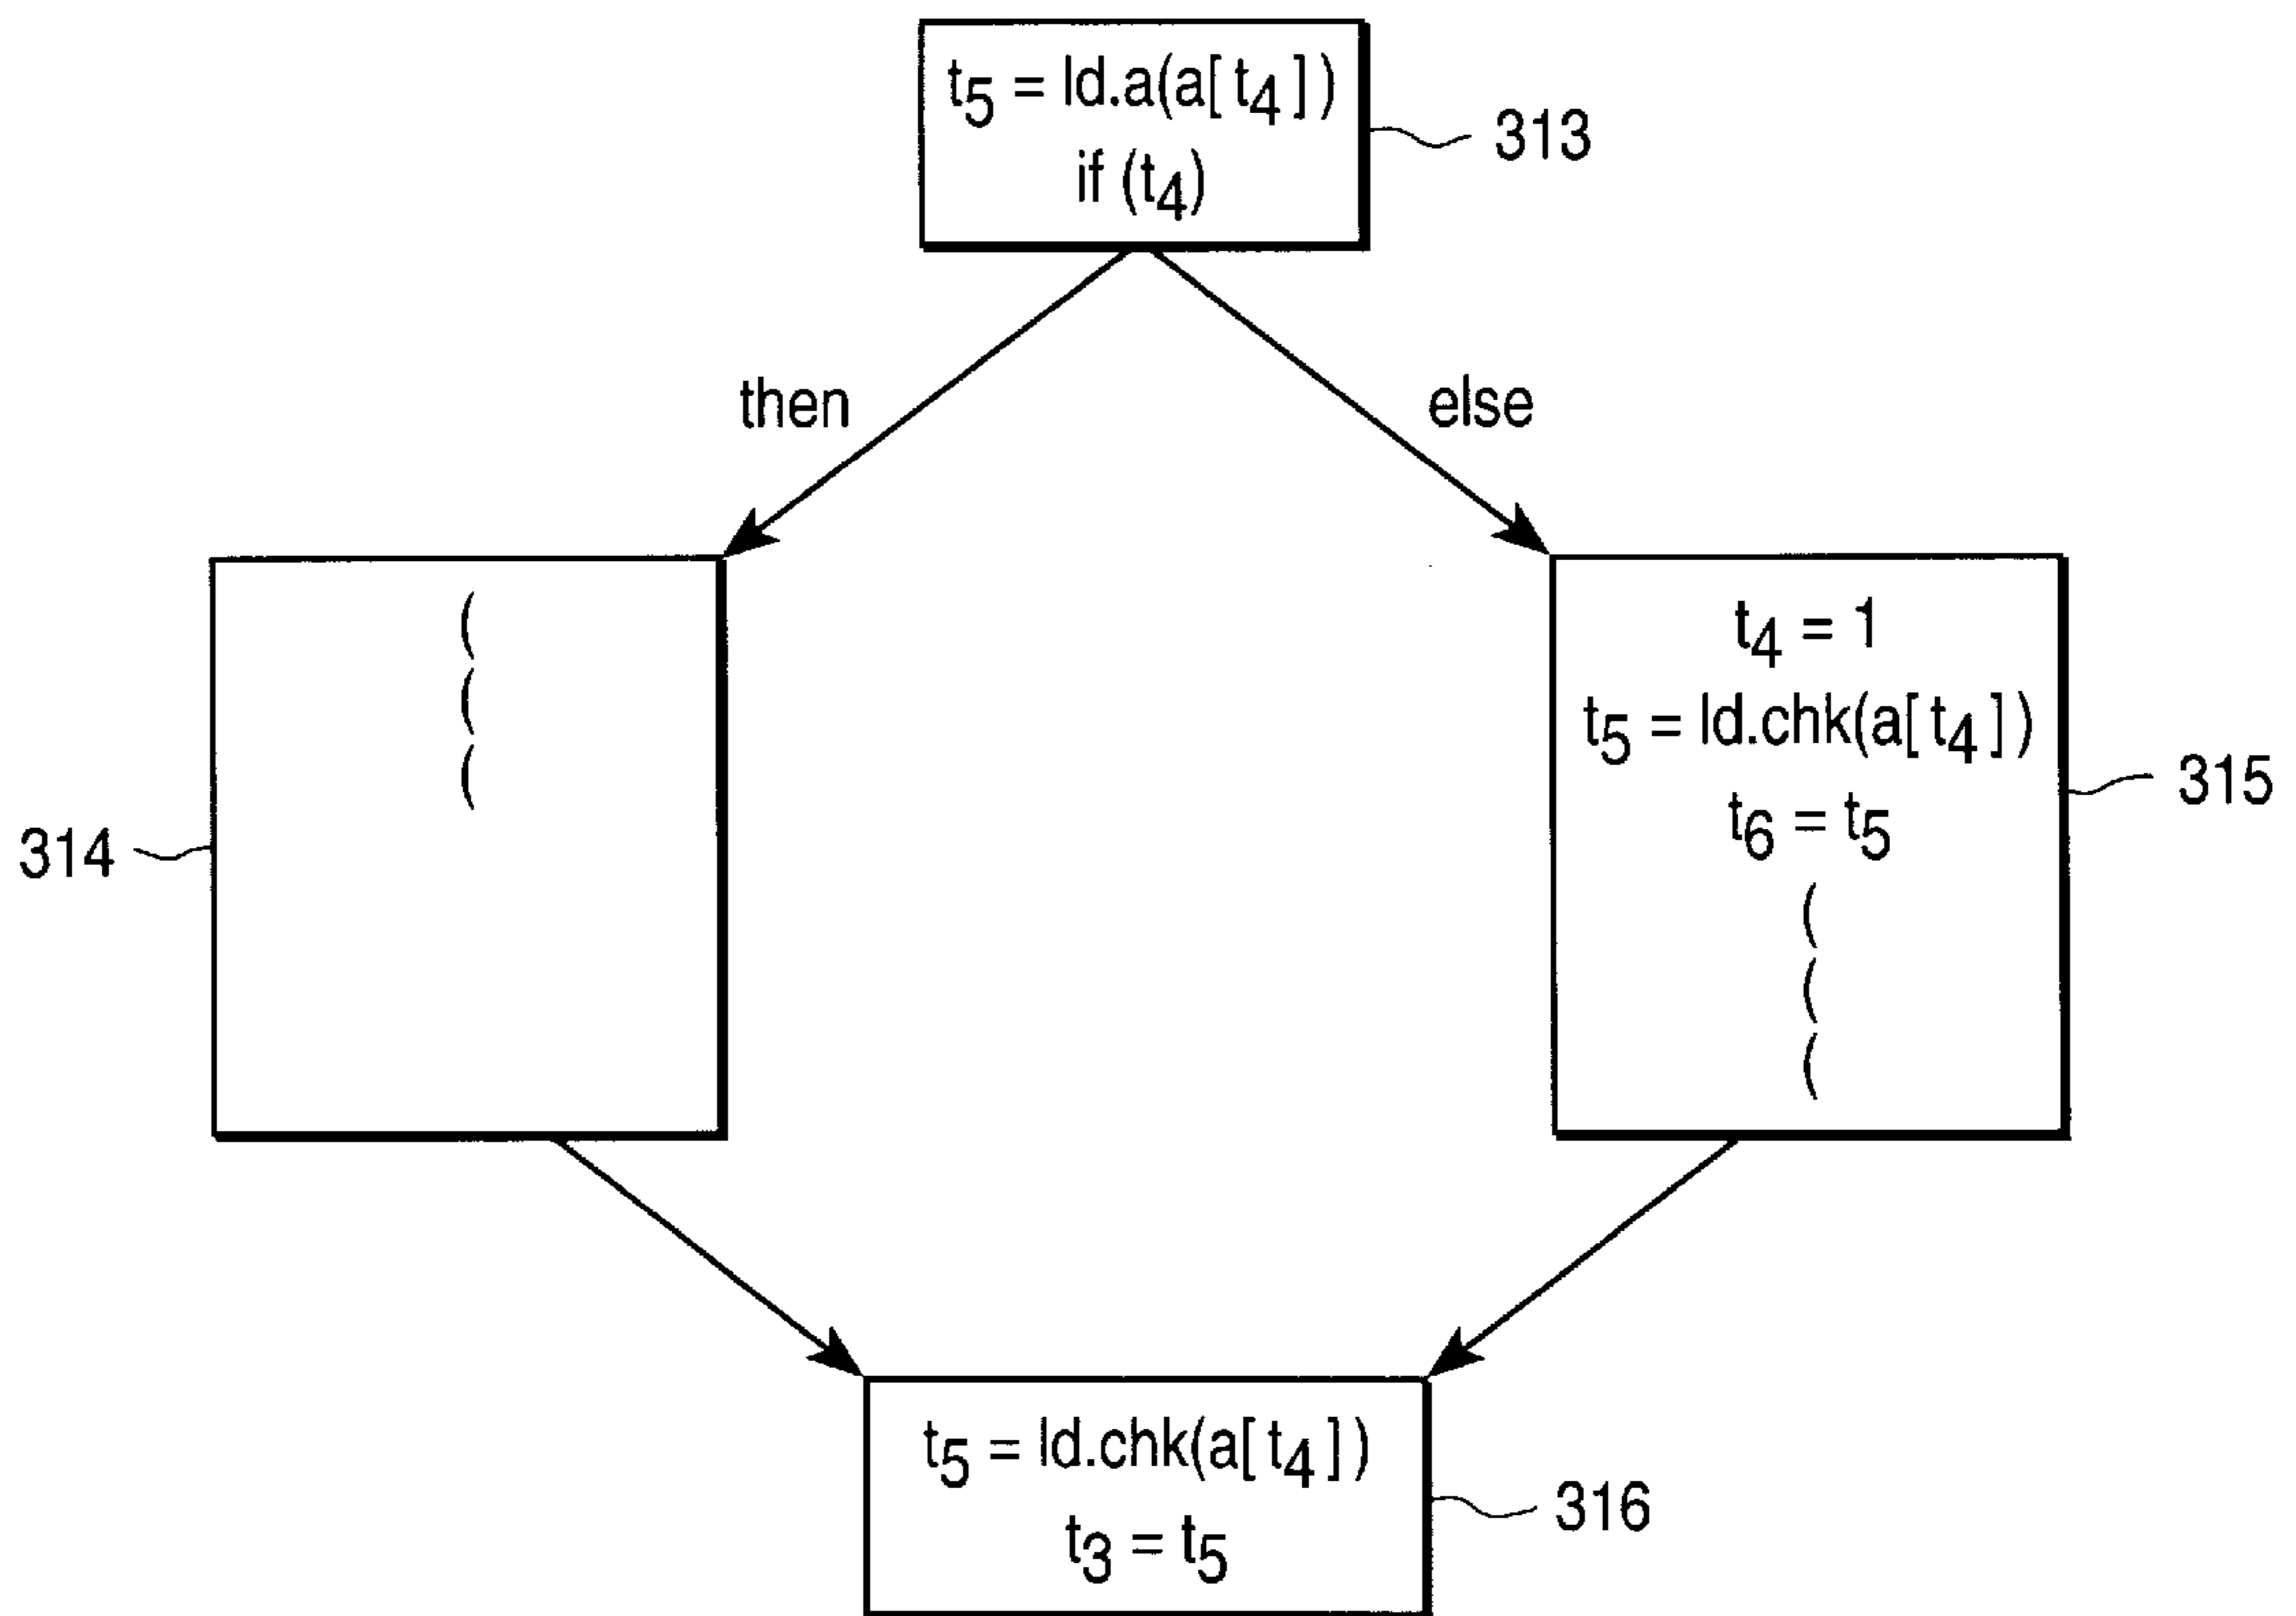 t5 = ld.a(a[ t4 ])
if (t4)
313
then
else
(
(
(
314
t4 = 1
t5 = ld.chk(a[ t4 ])
t6 = t5
(
(
(
315
t5 = ld.chk(a[ t4 ])
t3 = t5
316